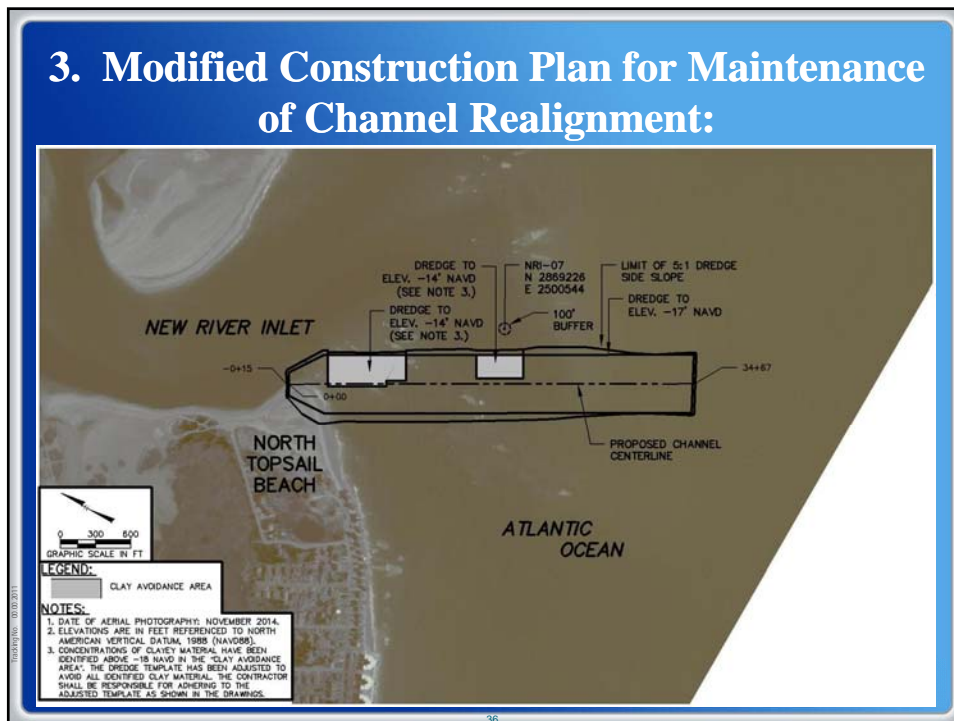 3. Modified Construction Plan for Maintenance
of Channel Realignment:
DREDGE TO
ELEV. -14' NAVD
(SEE NOTE 3.)
NRI-07
N 2869226
E 2500544
LIMIT OF 5:1 DREDGE
SIDE SLOPE
DREDGE TO
ELEV. -17' NAVD
DREDGE TO
ELEV. -14' NAVD
(SEE NOTE 3.)
100'
BUFFER
NEW RIVER INLET
-0+15
0+00
34+67
NORTH
TOPSAIL
BEACH
PROPOSED CHANNEL
CENTERLINE
ATLANTIC
OCEAN
0 300 600
GRAPHIC SCALE IN FT
LEGEND:
CLAY AVOIDANCE AREA
NOTES:
1. DATE OF AERIAL PHOTOGRAPHY: NOVEMBER 2014.
2. ELEVATIONS ARE IN FEET REFERENCED TO NORTH
AMERICAN VERTICAL DATUM, 1988 (NAVD88).
3. CONCENTRATIONS OF CLAYEY MATERIAL HAVE BEEN
IDENTIFIED ABOVE -18 NAVD IN THE "CLAY AVOIDANCE
AREA". THE DREDGE TEMPLATE HAS BEEN ADJUSTED TO
AVOID ALL IDENTIFIED CLAY MATERIAL. THE CONTRACTOR
SHALL BE RESPONSIBLE FOR ADHERING TO THE
ADJUSTED TEMPLATE AS SHOWN IN THE DRAWINGS.
Tracking No. 00.00.2011
36